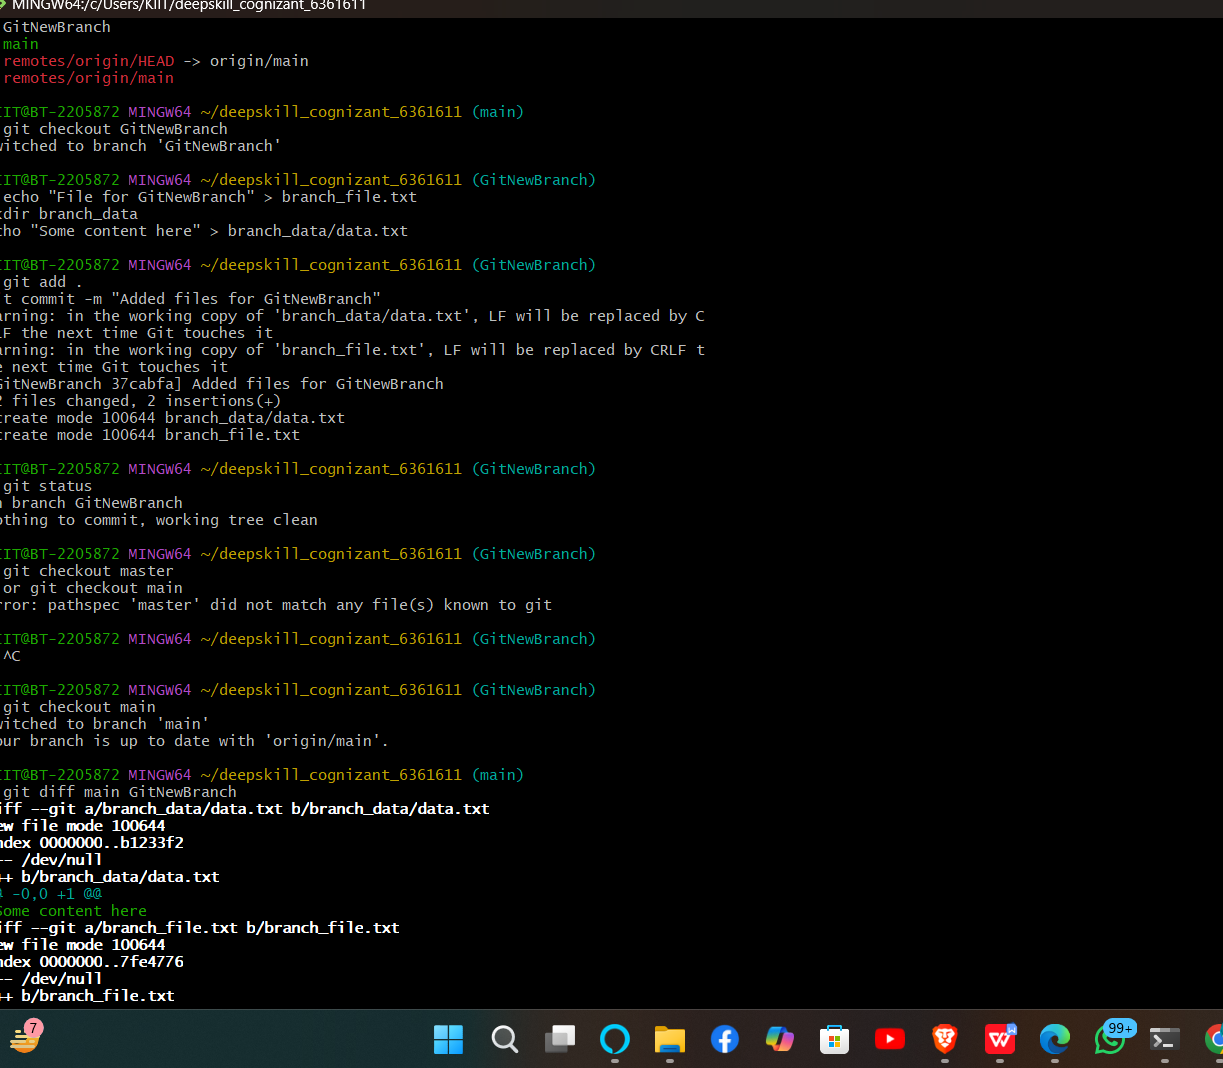 MINGW64:/c/Users/KIIT/deepskill_cognizant_6361611
GitNewBranch
main
remotes/origin/HEAD -> origin/main
remotes/origin/main
IIT@BT-2205872 MINGW64 ~/deepskill_cognizant_6361611 (main)
git checkout GitNewBranch
witched to branch 'GitNewBranch'
IIT@BT-2205872 MINGW64 ~/deepskill_cognizant_6361611 (GitNewBranch)
echo "File for GitNewBranch" > branch_file.txt
kdir branch_data
cho "Some content here" > branch_data/data.txt
IIT@BT-2205872 MINGW64 ~/deepskill_cognizant_6361611 (GitNewBranch)
git add .
t commit -m "Added files for GitNewBranch"
arning: in the working copy of 'branch_data/data.txt', LF will be replaced by C
LF the next time Git touches it
arning: in the working copy of 'branch_file.txt', LF will be replaced by CRLF t
e next time Git touches it
GitNewBranch 37cabfa] Added files for GitNewBranch
2 files changed, 2 insertions(+)
create mode 100644 branch_data/data.txt
create mode 100644 branch_file.txt
IIT@BT-2205872 MINGW64 ~/deepskill_cognizant_6361611 (GitNewBranch)
git status
n branch GitNewBranch
othing to commit, working tree clean
IIT@BT-2205872 MINGW64 ~/deepskill_cognizant_6361611 (GitNewBranch)
git checkout master
or git checkout main
rror: pathspec 'master' did not match any file(s) known to git
IIT@BT-2205872 MINGW64 ~/deepskill_cognizant_6361611 (GitNewBranch)
^C
IIT@BT-2205872 MINGW64 ~/deepskill_cognizant_6361611 (GitNewBranch)
git checkout main
witched to branch 'main'
our branch is up to date with 'origin/main'.
IIT@BT-2205872 MINGW64 ~/deepskill_cognizant_6361611 (main)
git diff main GitNewBranch
iff --git a/branch_data/data.txt b/branch_data/data.txt
ew file mode 100644
ndex 0000000..b1233f2
-- /dev/null
++ b/branch_data/data.txt
@ -0,0 +1 @@
Some content here
iff --git a/branch_file.txt b/branch_file.txt
ew file mode 100644
ndex 0000000..7fe4776
-- /dev/null
++ b/branch_file.txt
7
99+